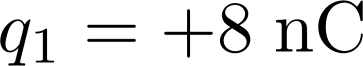 q₁ = +8 nC